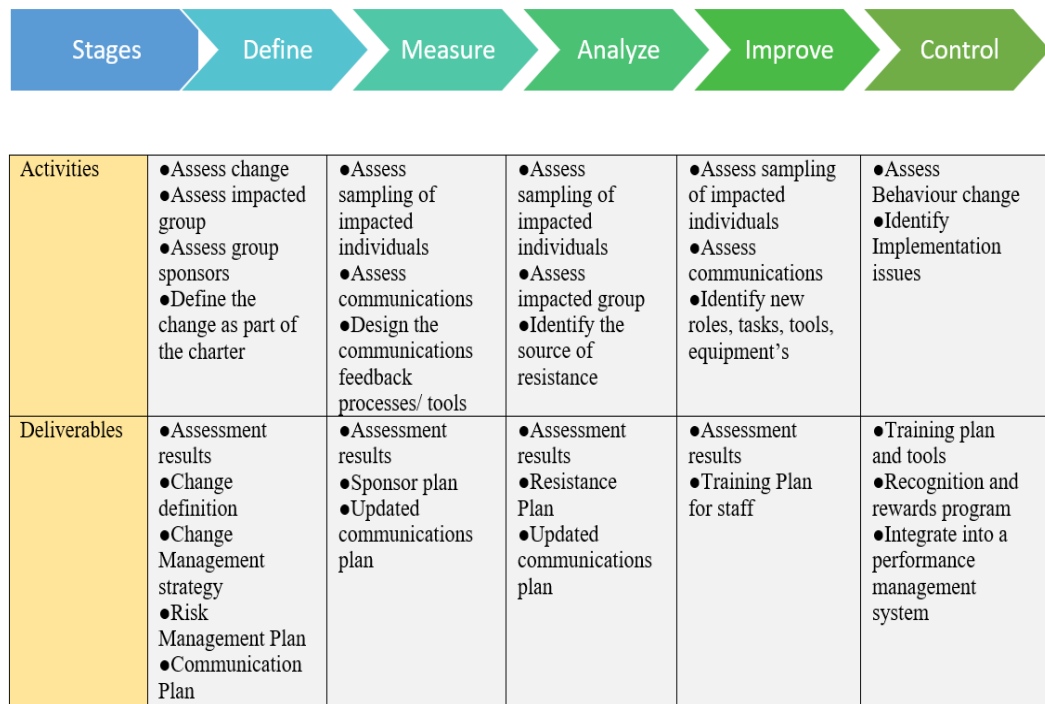 Stages
Define
Measure
Analyze
Improve
Control
Activities
●Assess change
●Assess impacted
group
●Assess group
sponsors
●Define the
change as part of
the charter
●Assess
sampling of
impacted
individuals
●Assess
communications
●Design the
communications
feedback
processes/ tools
●Assess
sampling of
impacted
individuals
●Assess
impacted group
●Identify the
source of
resistance
●Assess sampling
of impacted
individuals
●Assess
communications
●Identify new
roles, tasks, tools,
equipment’s
●Assess
Behaviour change
●Identify
Implementation
issues
Deliverables
●Assessment
results
●Change
definition
●Change
Management
strategy
●Risk
Management Plan
●Communication
Plan
●Assessment
results
●Sponsor plan
●Updated
communications
plan
●Assessment
results
●Resistance
Plan
●Updated
communications
plan
●Assessment
results
●Training Plan
for staff
●Training plan
and tools
●Recognition and
rewards program
●Integrate into a
performance
management
system